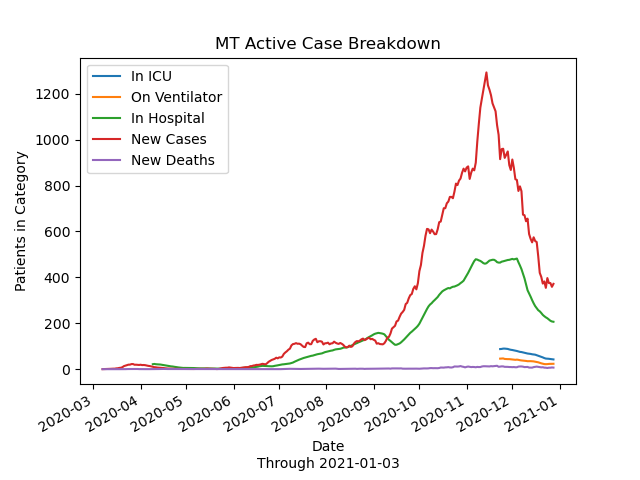 MT Active Case Breakdown
In ICU
On Ventilator
In Hospital
New Cases
New Deaths
Patients in Category
1200
1000
800
600
400
200
0
2020-03
2020-04
2020-05
2020-06
2020-07
2020-08
2020-09
2020-10
2020-11
2020-12
2021-01
Date
Through 2021-01-03